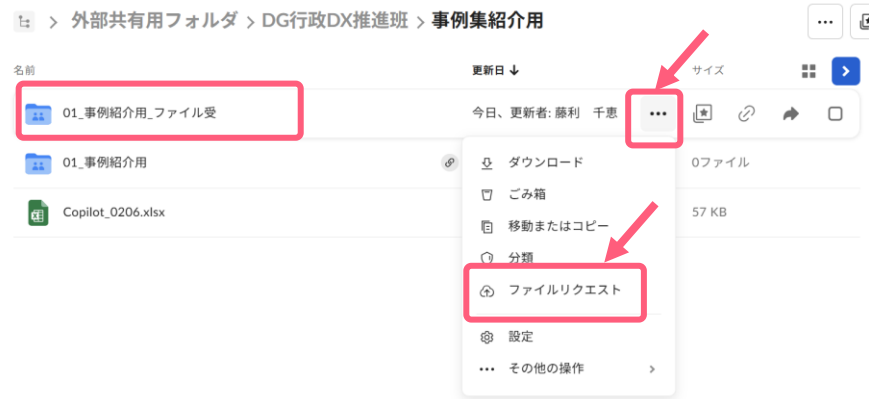 外部共有用フォルダ > DG行政DX推進班 > 事例集紹介用
名前 更新日 ↓ サイズ
01_事例紹介用_ファイル受 今日、更新者: 藤利 千恵
01_事例紹介用 0ファイル
Copilot_0206.xlsx 57 KB
ダウンロード
ごみ箱
移動またはコピー
分類
ファイルリクエスト
設定
その他の操作